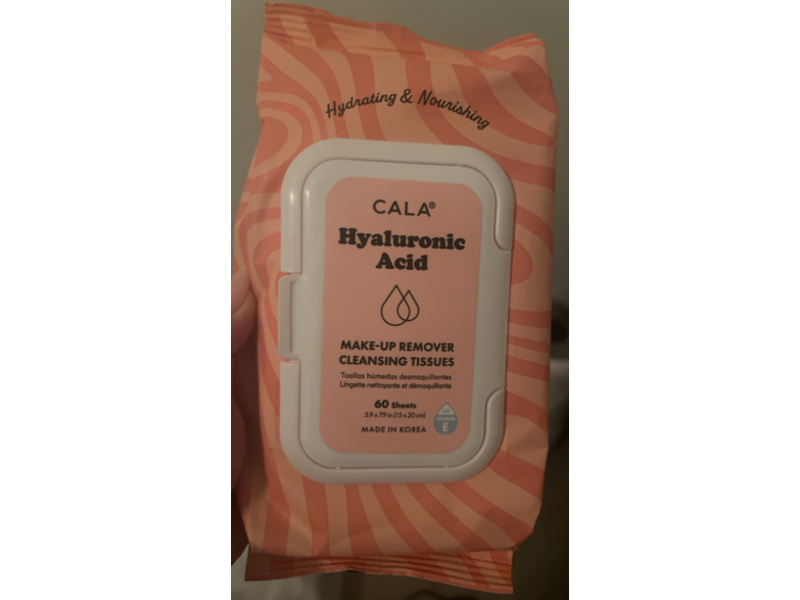 Hydrating & Nourishing
CALA®
Hyaluronic
Acid
MAKE-UP REMOVER
CLEANSING TISSUES
Toallas húmedas desmaquillantes
Lingette nettoyante et démaquillante
60 Sheets
5.9 x 7.9 in (15 x 20 cm)
MADE IN KOREA
VITAMIN
E